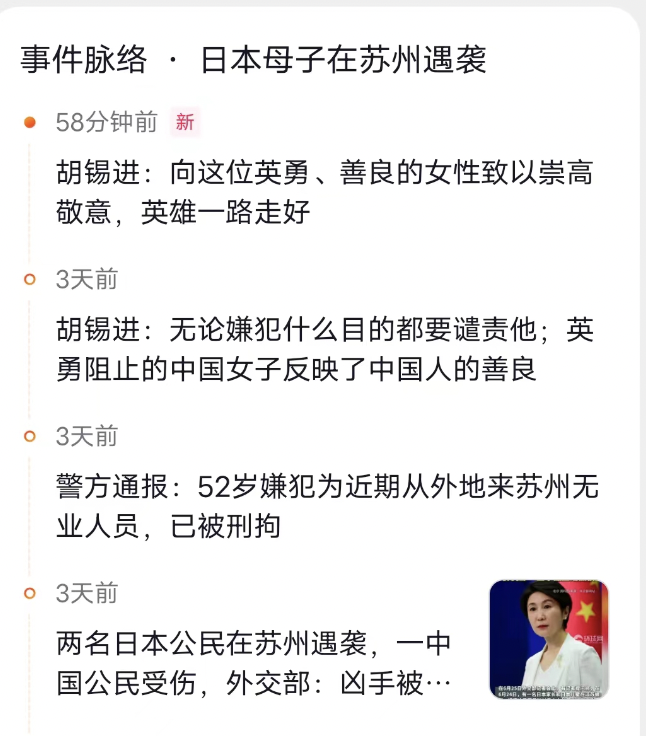 事件脉络 · 日本母子在苏州遇袭
58分钟前 新
胡锡进：向这位英勇、善良的女性致以崇高
敬意，英雄一路走好
3天前
胡锡进：无论嫌犯什么目的都要谴责他；英
勇阻止的中国女子反映了中国人的善良
3天前
警方通报：52岁嫌犯为近期从外地来苏州无
业人员，已被刑拘
3天前
两名日本公民在苏州遇袭，一中
国公民受伤，外交部：凶手被…
环球网